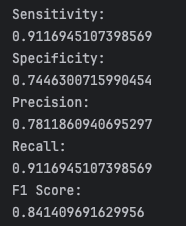 Sensitivity:
0.9116945107398569
Specificity:
0.7446300715990454
Precision:
0.7811860940695297
Recall:
0.9116945107398569
F1 Score:
0.841409691629956